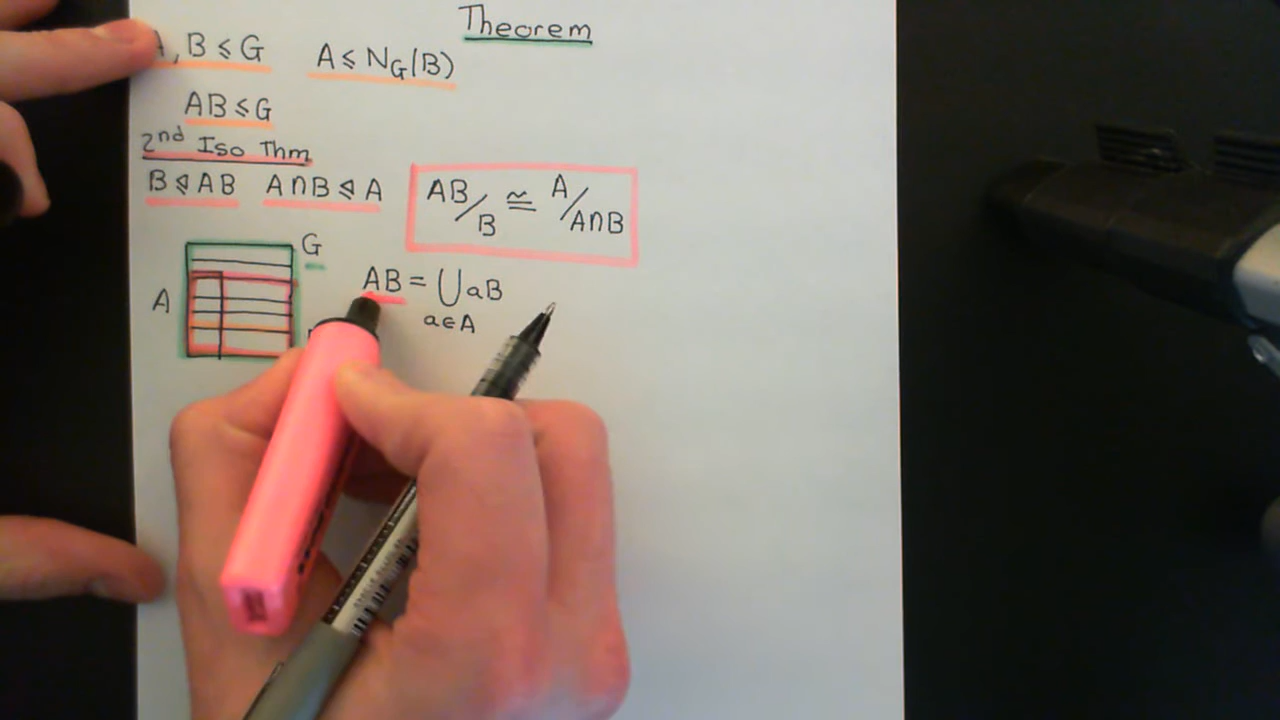 Theorem
A, B ≤ G A ≤ N_G(B)
AB ≤ G
2nd Iso Thm
B ⊴ AB A∩B ⊴ A AB/B ≅ A/A∩B
G
A AB = ⋃ aB
a∈A